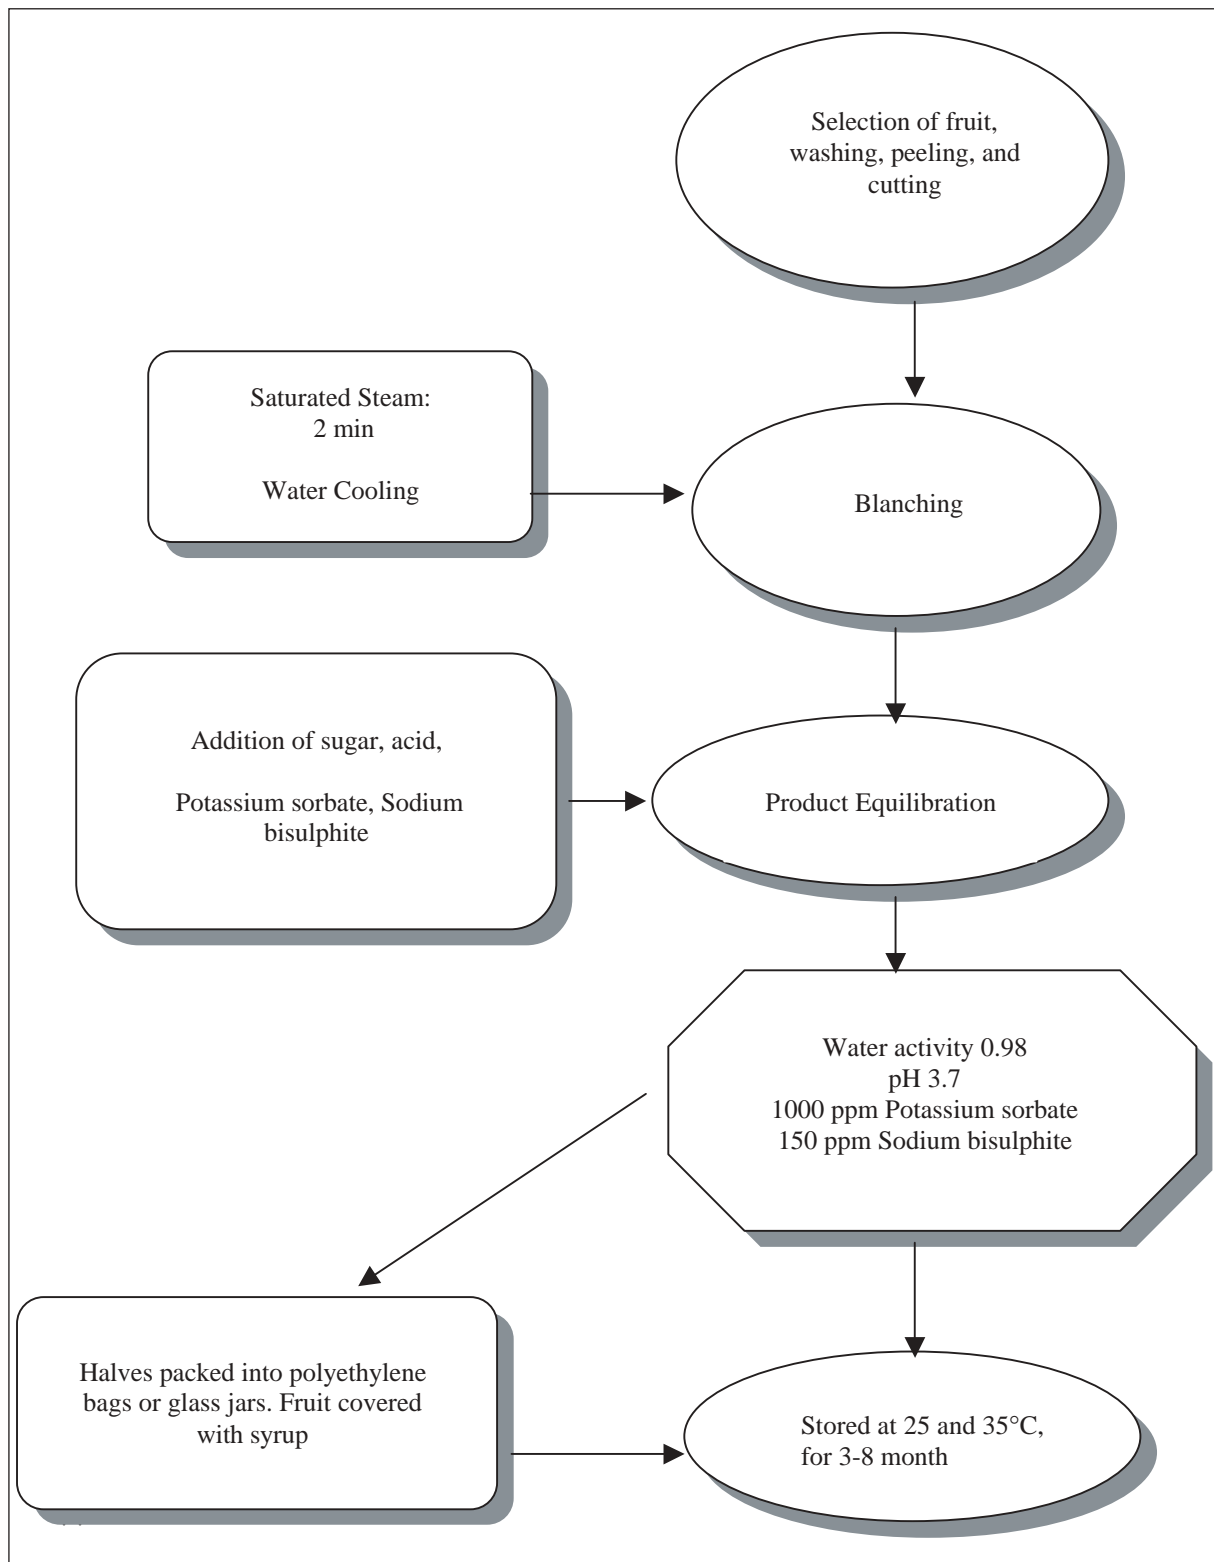 Selection of fruit,
washing, peeling, and
cutting
Saturated Steam:
2 min
Water Cooling
Blanching
Addition of sugar, acid,
Potassium sorbate, Sodium
bisulphite
Product Equilibration
Water activity 0.98
pH 3.7
1000 ppm Potassium sorbate
150 ppm Sodium bisulphite
Halves packed into polyethylene
bags or glass jars. Fruit covered
with syrup
Stored at 25 and 35°C,
for 3-8 month